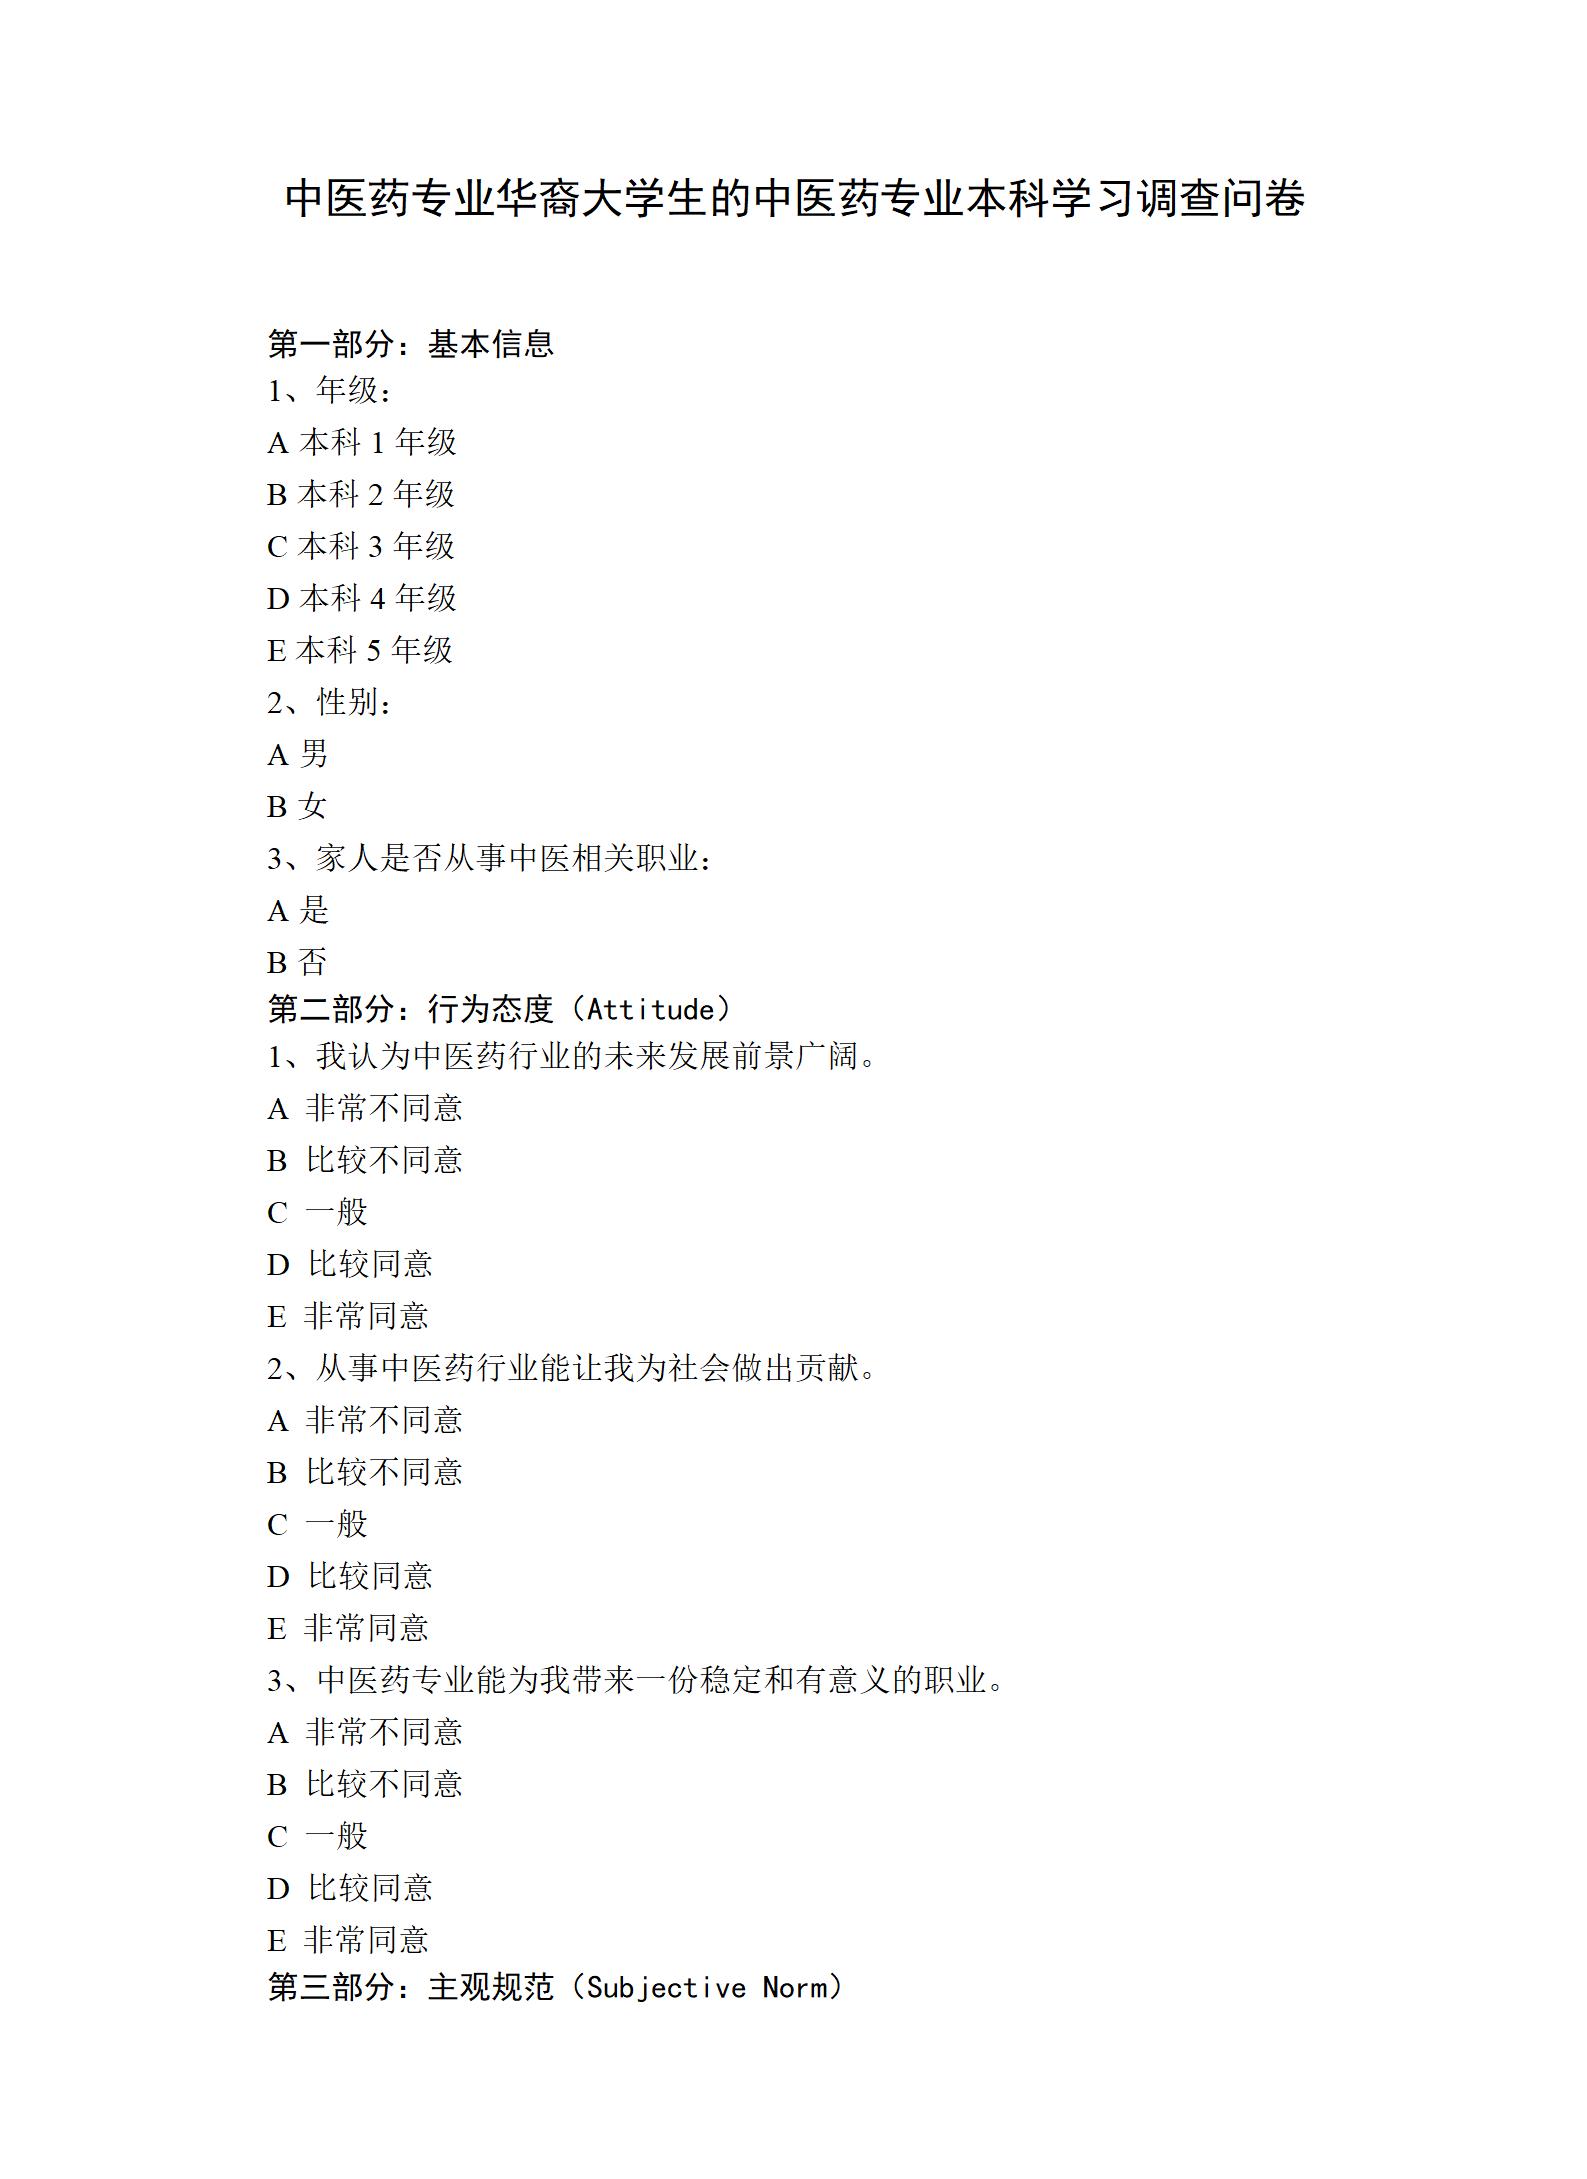 中医药专业华裔大学生的中医药专业本科学习调查问卷
第一部分：基本信息
1、年级：
A 本科 1 年级
B 本科 2 年级
C 本科 3 年级
D 本科 4 年级
E 本科 5 年级
2、性别：
A 男
B 女
3、家人是否从事中医相关职业：
A 是
B 否
第二部分：行为态度（Attitude）
1、我认为中医药行业的未来发展前景广阔。
A 非常不同意
B 比较不同意
C 一般
D 比较同意
E 非常同意
2、从事中医药行业能让我为社会做出贡献。
A 非常不同意
B 比较不同意
C 一般
D 比较同意
E 非常同意
3、中医药专业能为我带来一份稳定和有意义的职业。
A 非常不同意
B 比较不同意
C 一般
D 比较同意
E 非常同意
第三部分：主观规范（Subjective Norm）